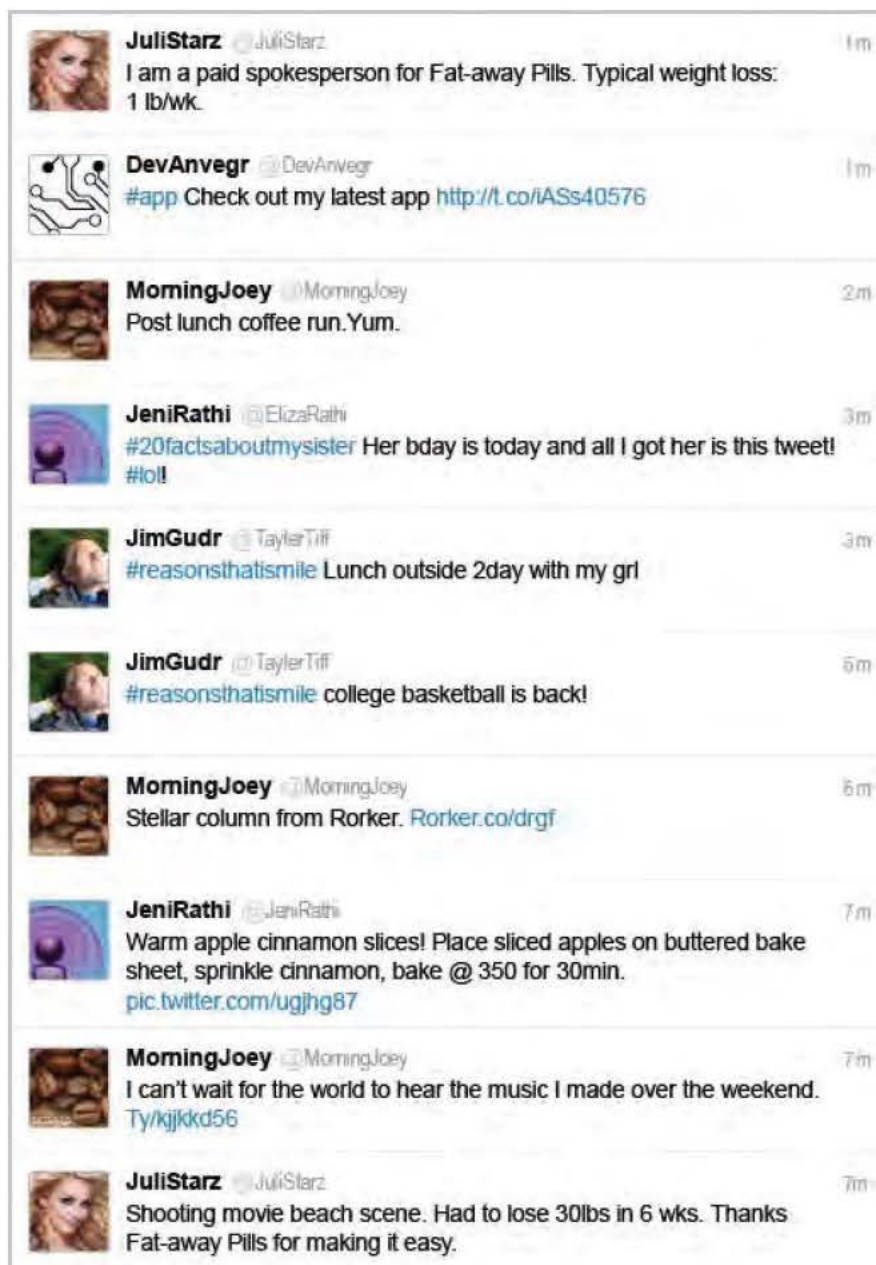 JuliStarz @JuliStarz 1m
I am a paid spokesperson for Fat-away Pills. Typical weight loss:
1 lb/wk.
DevAnvegr @DevAnvegr 1m
#app Check out my latest app http://t.co/iASs40576
MorningJoey @MorningJoey 2m
Post lunch coffee run.Yum.
JeniRathi @ElizaRathi 3m
#20factsaboutmysister Her bday is today and all I got her is this tweet!
#lol!
JimGudr @TaylerTiff 3m
#reasonsthatismile Lunch outside 2day with my grl
JimGudr @TaylerTiff 5m
#reasonsthatismile college basketball is back!
MorningJoey @MorningJoey 6m
Stellar column from Rorker. Rorker.co/drgf
JeniRathi @JeniRathi 7m
Warm apple cinnamon slices! Place sliced apples on buttered bake
sheet, sprinkle cinnamon, bake @ 350 for 30min.
pic.twitter.com/ugjhg87
MorningJoey @MorningJoey 7m
I can't wait for the world to hear the music I made over the weekend.
Ty/kjjkkd56
JuliStarz @JuliStarz 7m
Shooting movie beach scene. Had to lose 30lbs in 6 wks. Thanks
Fat-away Pills for making it easy.